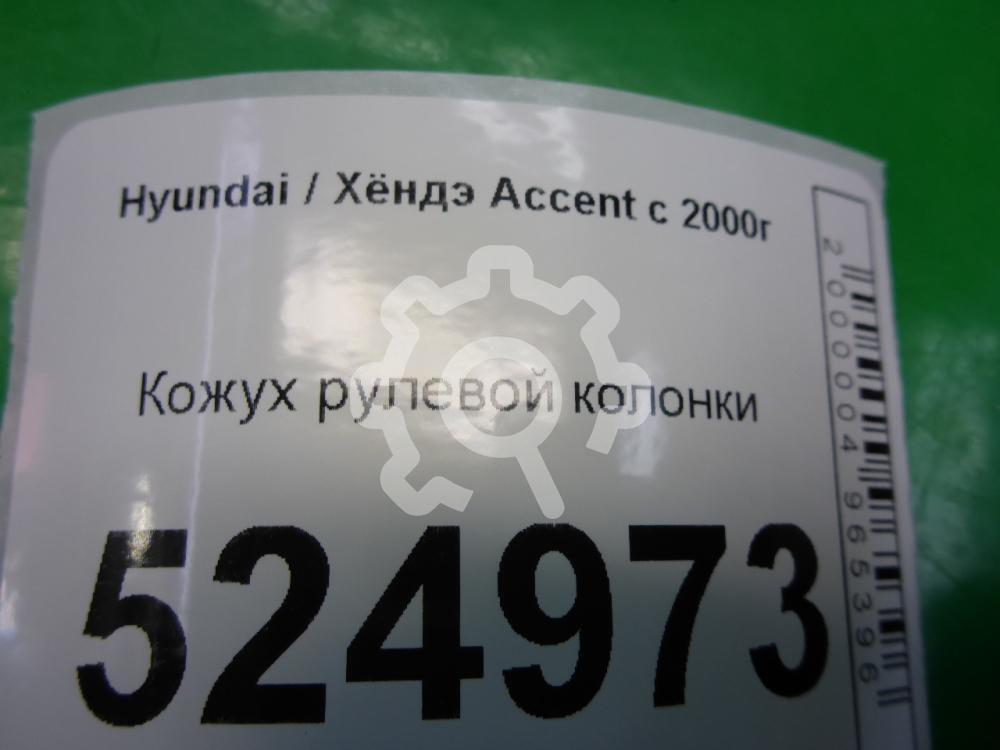 Hyundai / Хёндэ Accent с 2000г
Кожух рулевой колонки
524973
2000004965396